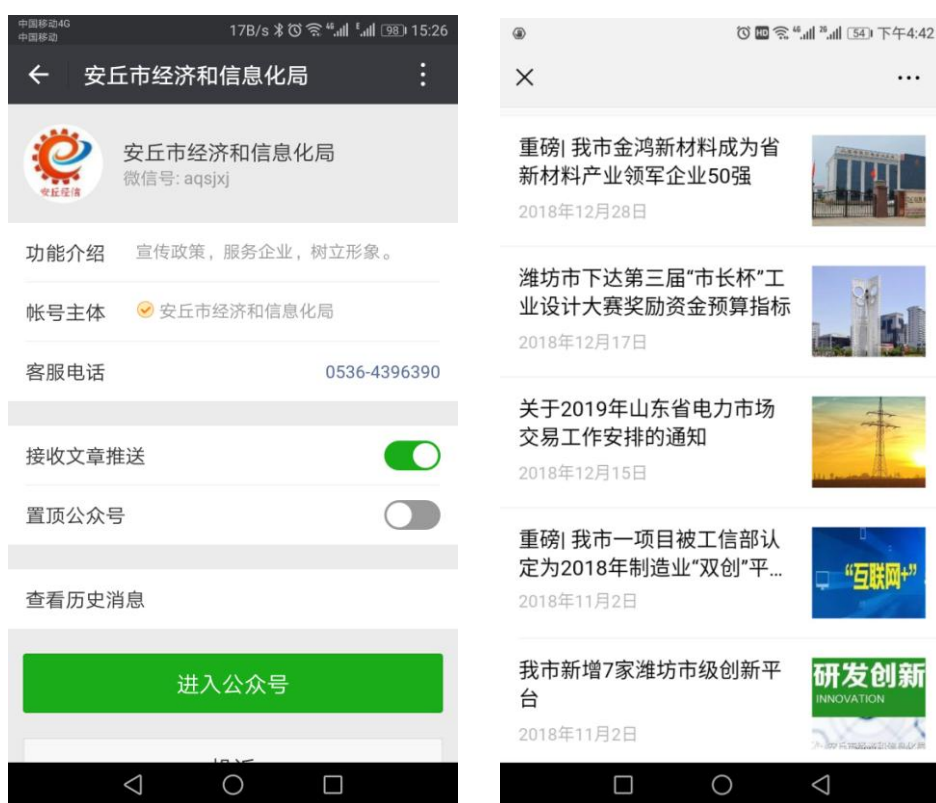 中国移动4G
中国移动
17B/s
98
15:26
安丘市经济和信息化局
安丘经信
安丘市经济和信息化局
微信号: aqsjxj
功能介绍
宣传政策，服务企业，树立形象。
帐号主体
安丘市经济和信息化局
客服电话
0536-4396390
接收文章推送
置顶公众号
查看历史消息
进入公众号
HD
54
下午4:42
重磅| 我市金鸿新材料成为省
新材料产业领军企业50强
2018年12月28日
潍坊市下达第三届“市长杯”工
业设计大赛奖励资金预算指标
2018年12月17日
关于2019年山东省电力市场
交易工作安排的通知
2018年12月15日
重磅| 我市一项目被工信部认
定为2018年制造业“双创”平...
2018年11月2日
“互联网+”
我市新增7家潍坊市级创新平
台
2018年11月2日
研发创新
INNOVATION